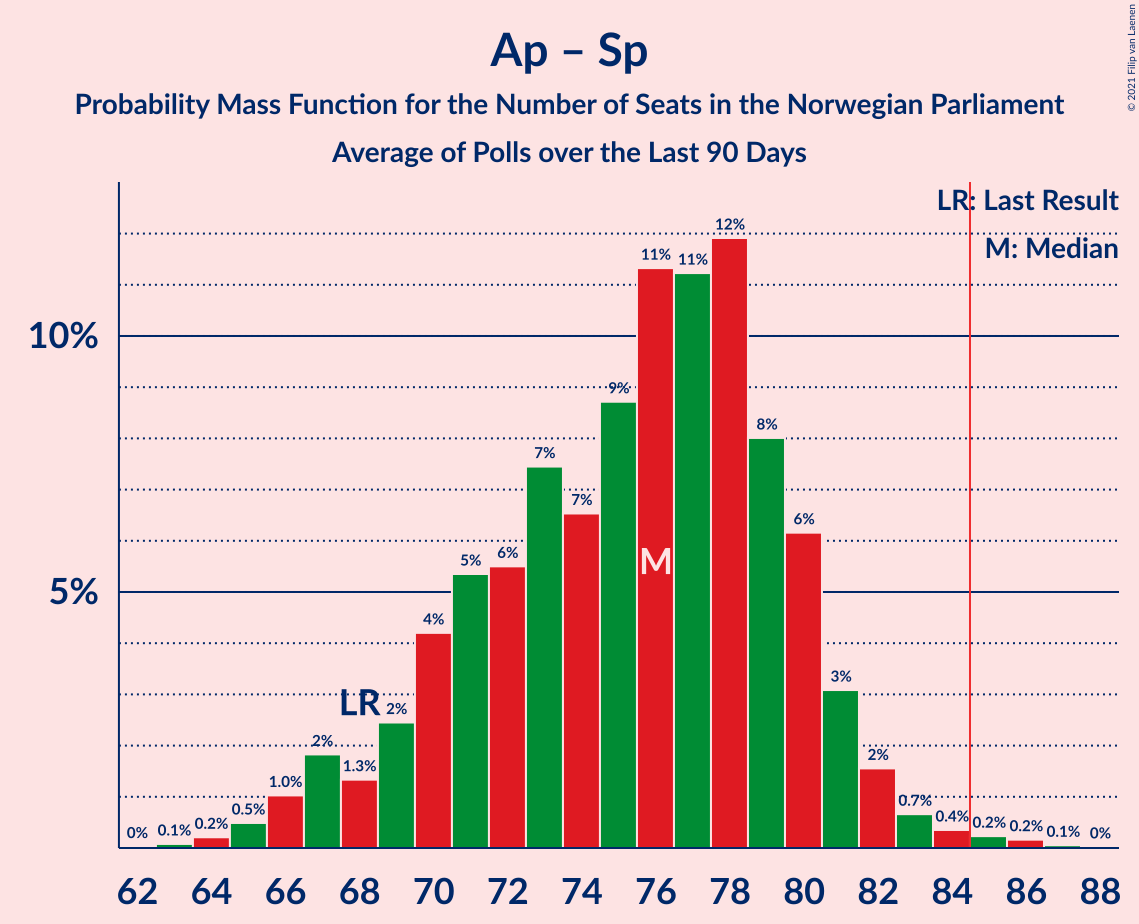 Ap – Sp
Probability Mass Function for the Number of Seats in the Norwegian Parliament
Average of Polls over the Last 90 Days
© 2021 Filip van Laenen
LR: Last Result
M: Median
10%
5%
0% 0.1% 0.2% 0.5% 1.0% 2% 1.3% 2% 4% 5% 6% 7% 7% 9% 11% 11% 12% 8% 6% 3% 2% 0.7% 0.4% 0.2% 0.2% 0.1% 0%
LR
M
62 64 66 68 70 72 74 76 78 80 82 84 86 88